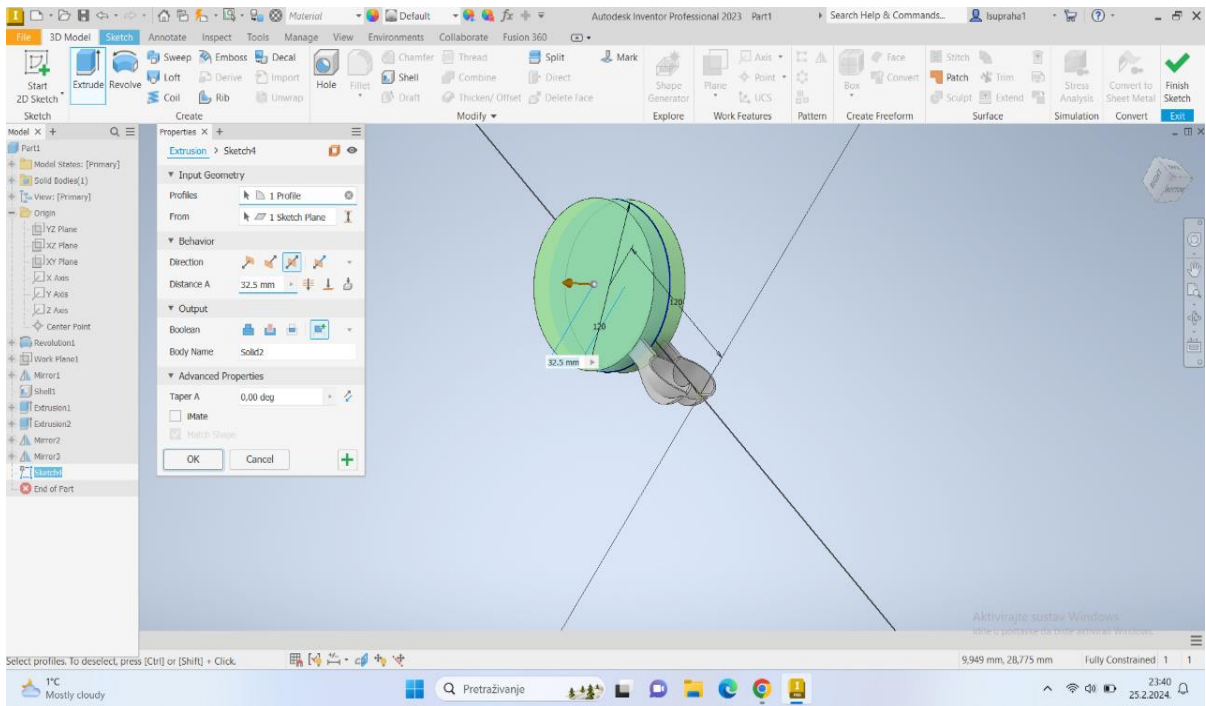 Material
Default
Autodesk Inventor Professional 2023 Part1
Search Help & Commands...
lsupraha1
File 3D Model Sketch Annotate Inspect Tools Manage View Environments Collaborate Fusion 360
Start 2D Sketch
Extrude
Revolve
Sweep Emboss Decal
Loft Derive Import
Coil Rib Unwrap
Hole
Fillet
Chamfer Thread Split Mark
Shell Combine Direct
Draft Thicken/ Offset Delete Face
Shape Generator
Plane
Axis
Point
UCS
Box
Face
Convert
Stitch
Patch Trim
Sculpt Extend
Stress Analysis
Convert to Sheet Metal
Finish Sketch
Sketch Create Modify Explore Work Features Pattern Create Freeform Surface Simulation Convert Exit
Model X +
Part1
Model States: [Primary]
Solid Bodies(1)
View: [Primary]
Origin
YZ Plane
XZ Plane
XY Plane
X Axis
Y Axis
Z Axis
Center Point
Revolution1
Work Plane1
Mirror1
Shell1
Extrusion1
Extrusion2
Mirror2
Mirror3
Sketch4
End of Part
Properties X +
Extrusion > Sketch4
Input Geometry
Profiles 1 Profile
From 1 Sketch Plane
Behavior
Direction
Distance A 32.5 mm
Output
Boolean
Body Name Solid2
Advanced Properties
Taper A 0,00 deg
iMate
Match Shape
OK Cancel
120
120
32.5 mm
Aktivirajte sustav Windows
Idite u postavke da biste aktivirali Windows.
Select profiles. To deselect, press [Ctrl] or [Shift] + Click.
9,949 mm, 28,775 mm Fully Constrained 1 1
1°C
Mostly cloudy
Pretraživanje
23:40
25.2.2024.